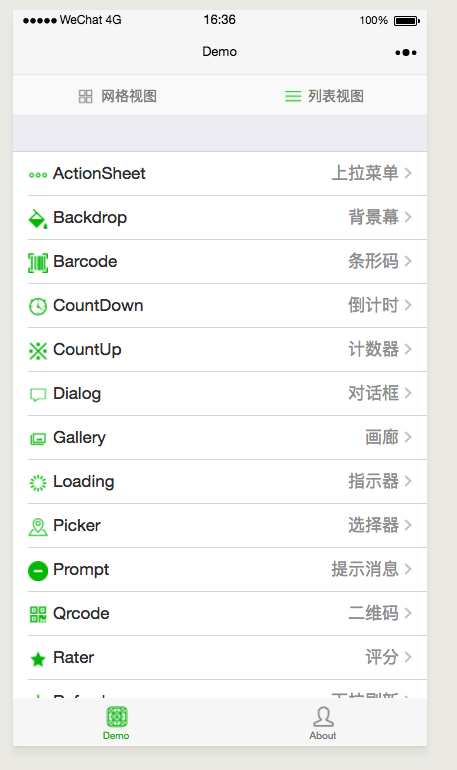 WeChat 4G 16:36 100%
Demo
网格视图 列表视图
ActionSheet 上拉菜单
Backdrop 背景幕
Barcode 条形码
CountDown 倒计时
CountUp 计数器
Dialog 对话框
Gallery 画廊
Loading 指示器
Picker 选择器
Prompt 提示消息
Qrcode 二维码
Rater 评分
Demo About